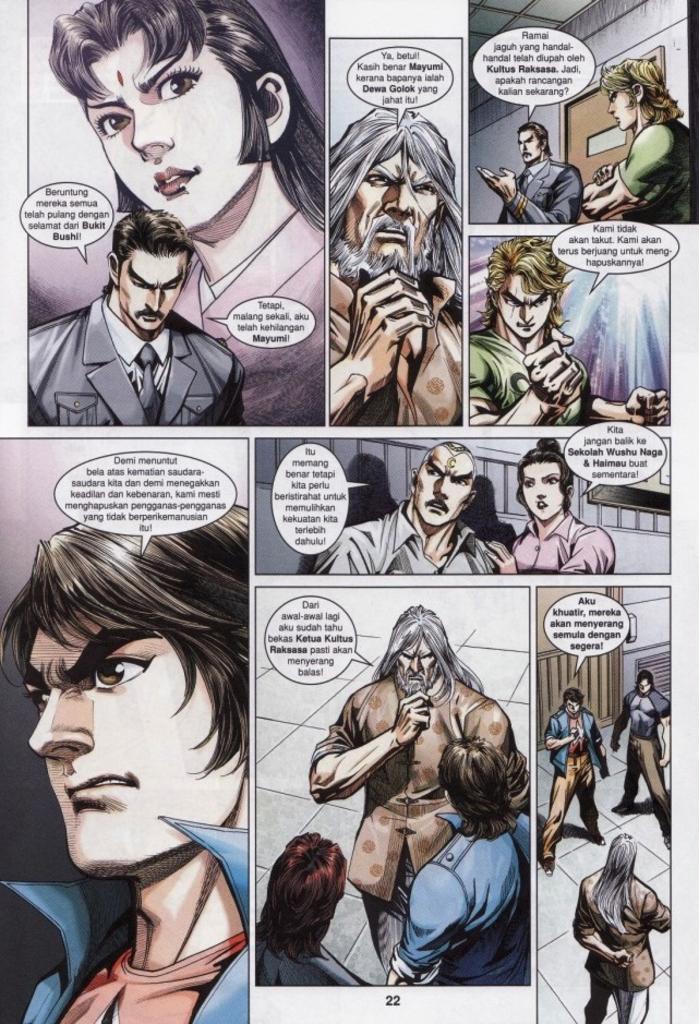 Beruntung
mereka semua
telah pulang dengan
selamat dari Bukit
Bushi!
Tetapi,
malang sekali, aku
telah kehilangan
Mayumi!
Ya, betul!
Kasih benar Mayumi
kerana bapanya ialah
Dewa Golok yang
jahat itu!
Ramai
jaguh yang handal-
handal telah diupah oleh
Kultus Raksasa. Jadi,
apakah rancangan
kalian sekarang?
Kami tidak
akan takut. Kami akan
terus berjuang untuk meng-
hapuskannya!
Demi menuntut
bela atas kematian saudara-
saudara kita dan demi menegakkan
keadilan dan kebenaran, kami mesti
menghapuskan pengganas-pengganas
yang tidak berperikemanusian
itu!
Itu
memang
benar tetapi
kita perlu
beristirahat untuk
memulihkan
kekuatan kita
terlebih
dahulu!
Kita
jangan balik ke
Sekolah Wushu Naga
& Haimau buat
sementara!
Dari
awal-awal lagi
aku sudah tahu
bekas Ketua Kultus
Raksasa pasti akan
menyerang
balas!
Aku
khuatir, mereka
akan menyerang
semula dengan
segera!
22